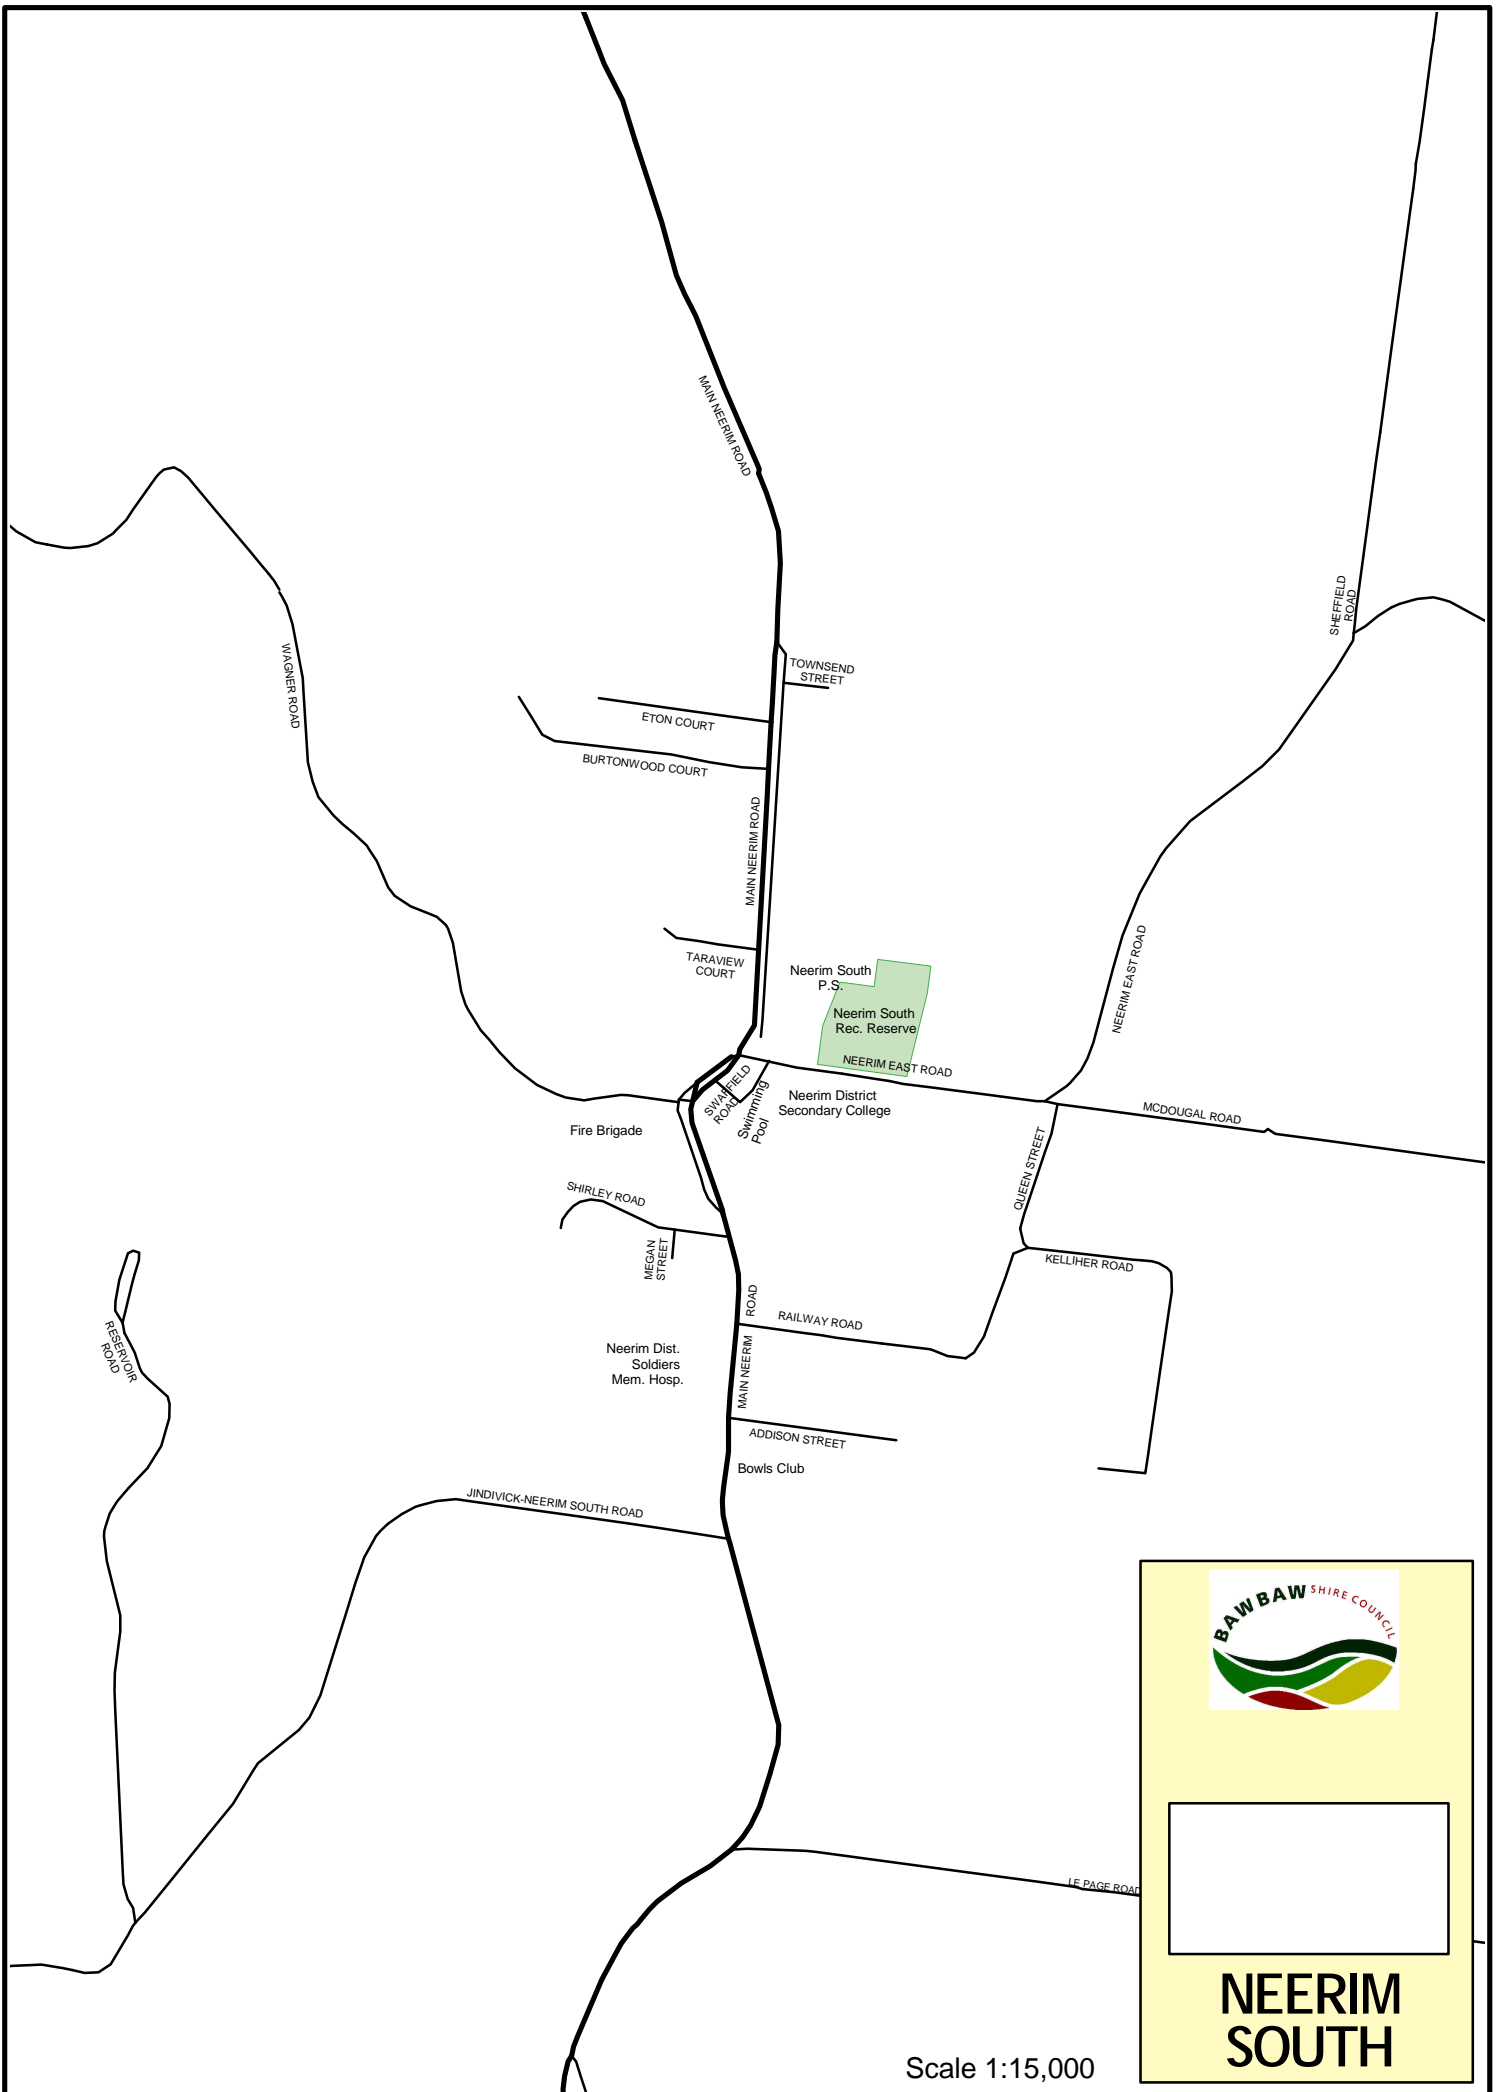 MAIN NEERIM ROAD
SHEFFIELD
ROAD
WAGNER ROAD
TOWNSEND
STREET
ETON COURT
BURTONWOOD COURT
MAIN NEERIM ROAD
TARAVIEW
COURT
Neerim South
P.S.
Neerim South
Rec. Reserve
NEERIM EAST ROAD
NEERIM EAST ROAD
SWAFFIELD
ROAD
Swimming
Pool
Neerim District
Secondary College
MCDOUGAL ROAD
Fire Brigade
QUEEN STREET
SHIRLEY ROAD
MEGAN
STREET
KELLIHER ROAD
RESERVOIR
ROAD
MAIN NEERIM ROAD
RAILWAY ROAD
Neerim Dist.
Soldiers
Mem. Hosp.
ADDISON STREET
Bowls Club
JINDIVICK-NEERIM SOUTH ROAD
BAW BAW SHIRE COUNCIL
LE PAGE ROAD
NEERIM
SOUTH
Scale 1:15,000